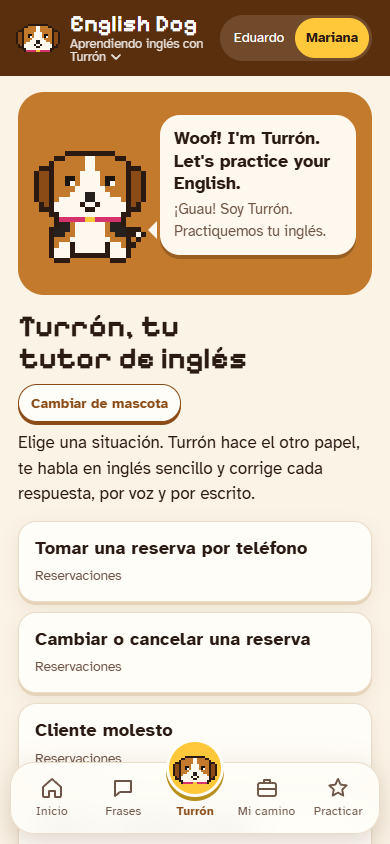 English Dog
Aprendiendo inglés con
Turrón
Eduardo
Mariana
Woof! I'm Turrón.
Let's practice your
English.
¡Guau! Soy Turrón.
Practiquemos tu inglés.
Turrón, tu
tutor de inglés
Cambiar de mascota
Elige una situación. Turrón hace el otro papel,
te habla en inglés sencillo y corrige cada
respuesta, por voz y por escrito.
Tomar una reserva por teléfono
Reservaciones
Cambiar o cancelar una reserva
Reservaciones
Cliente molesto
Reservaciones
Inicio
Frases
Turrón
Mi camino
Practicar